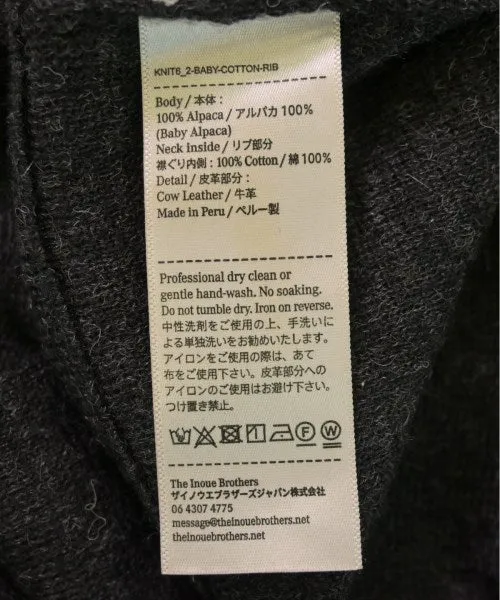 KNIT6_2-BABY-COTTON-RIB
Body / 本体：
100% Alpaca / アルパカ 100%
(Baby Alpaca)
Neck inside / リブ部分
襟ぐり内側 : 100% Cotton / 綿 100%
Detail / 皮革部分：
Cow Leather / 牛革
Made in Peru / ペルー製
Professional dry clean or
gentle hand-wash. No soaking.
Do not tumble dry. Iron on reverse.
中性洗剤をご使用の上、手洗いに
よる単独洗いをお勧めいたします。
アイロンをご使用の際は、あて
布をご使用下さい。皮革部分への
アイロンのご使用はお避け下さい。
つけ置き禁止。
F W
The Inoue Brothers
ザイノウエブラザーズジャパン株式会社
06 4307 4775
message@theinouebrothers.net
theinouebrothers.net